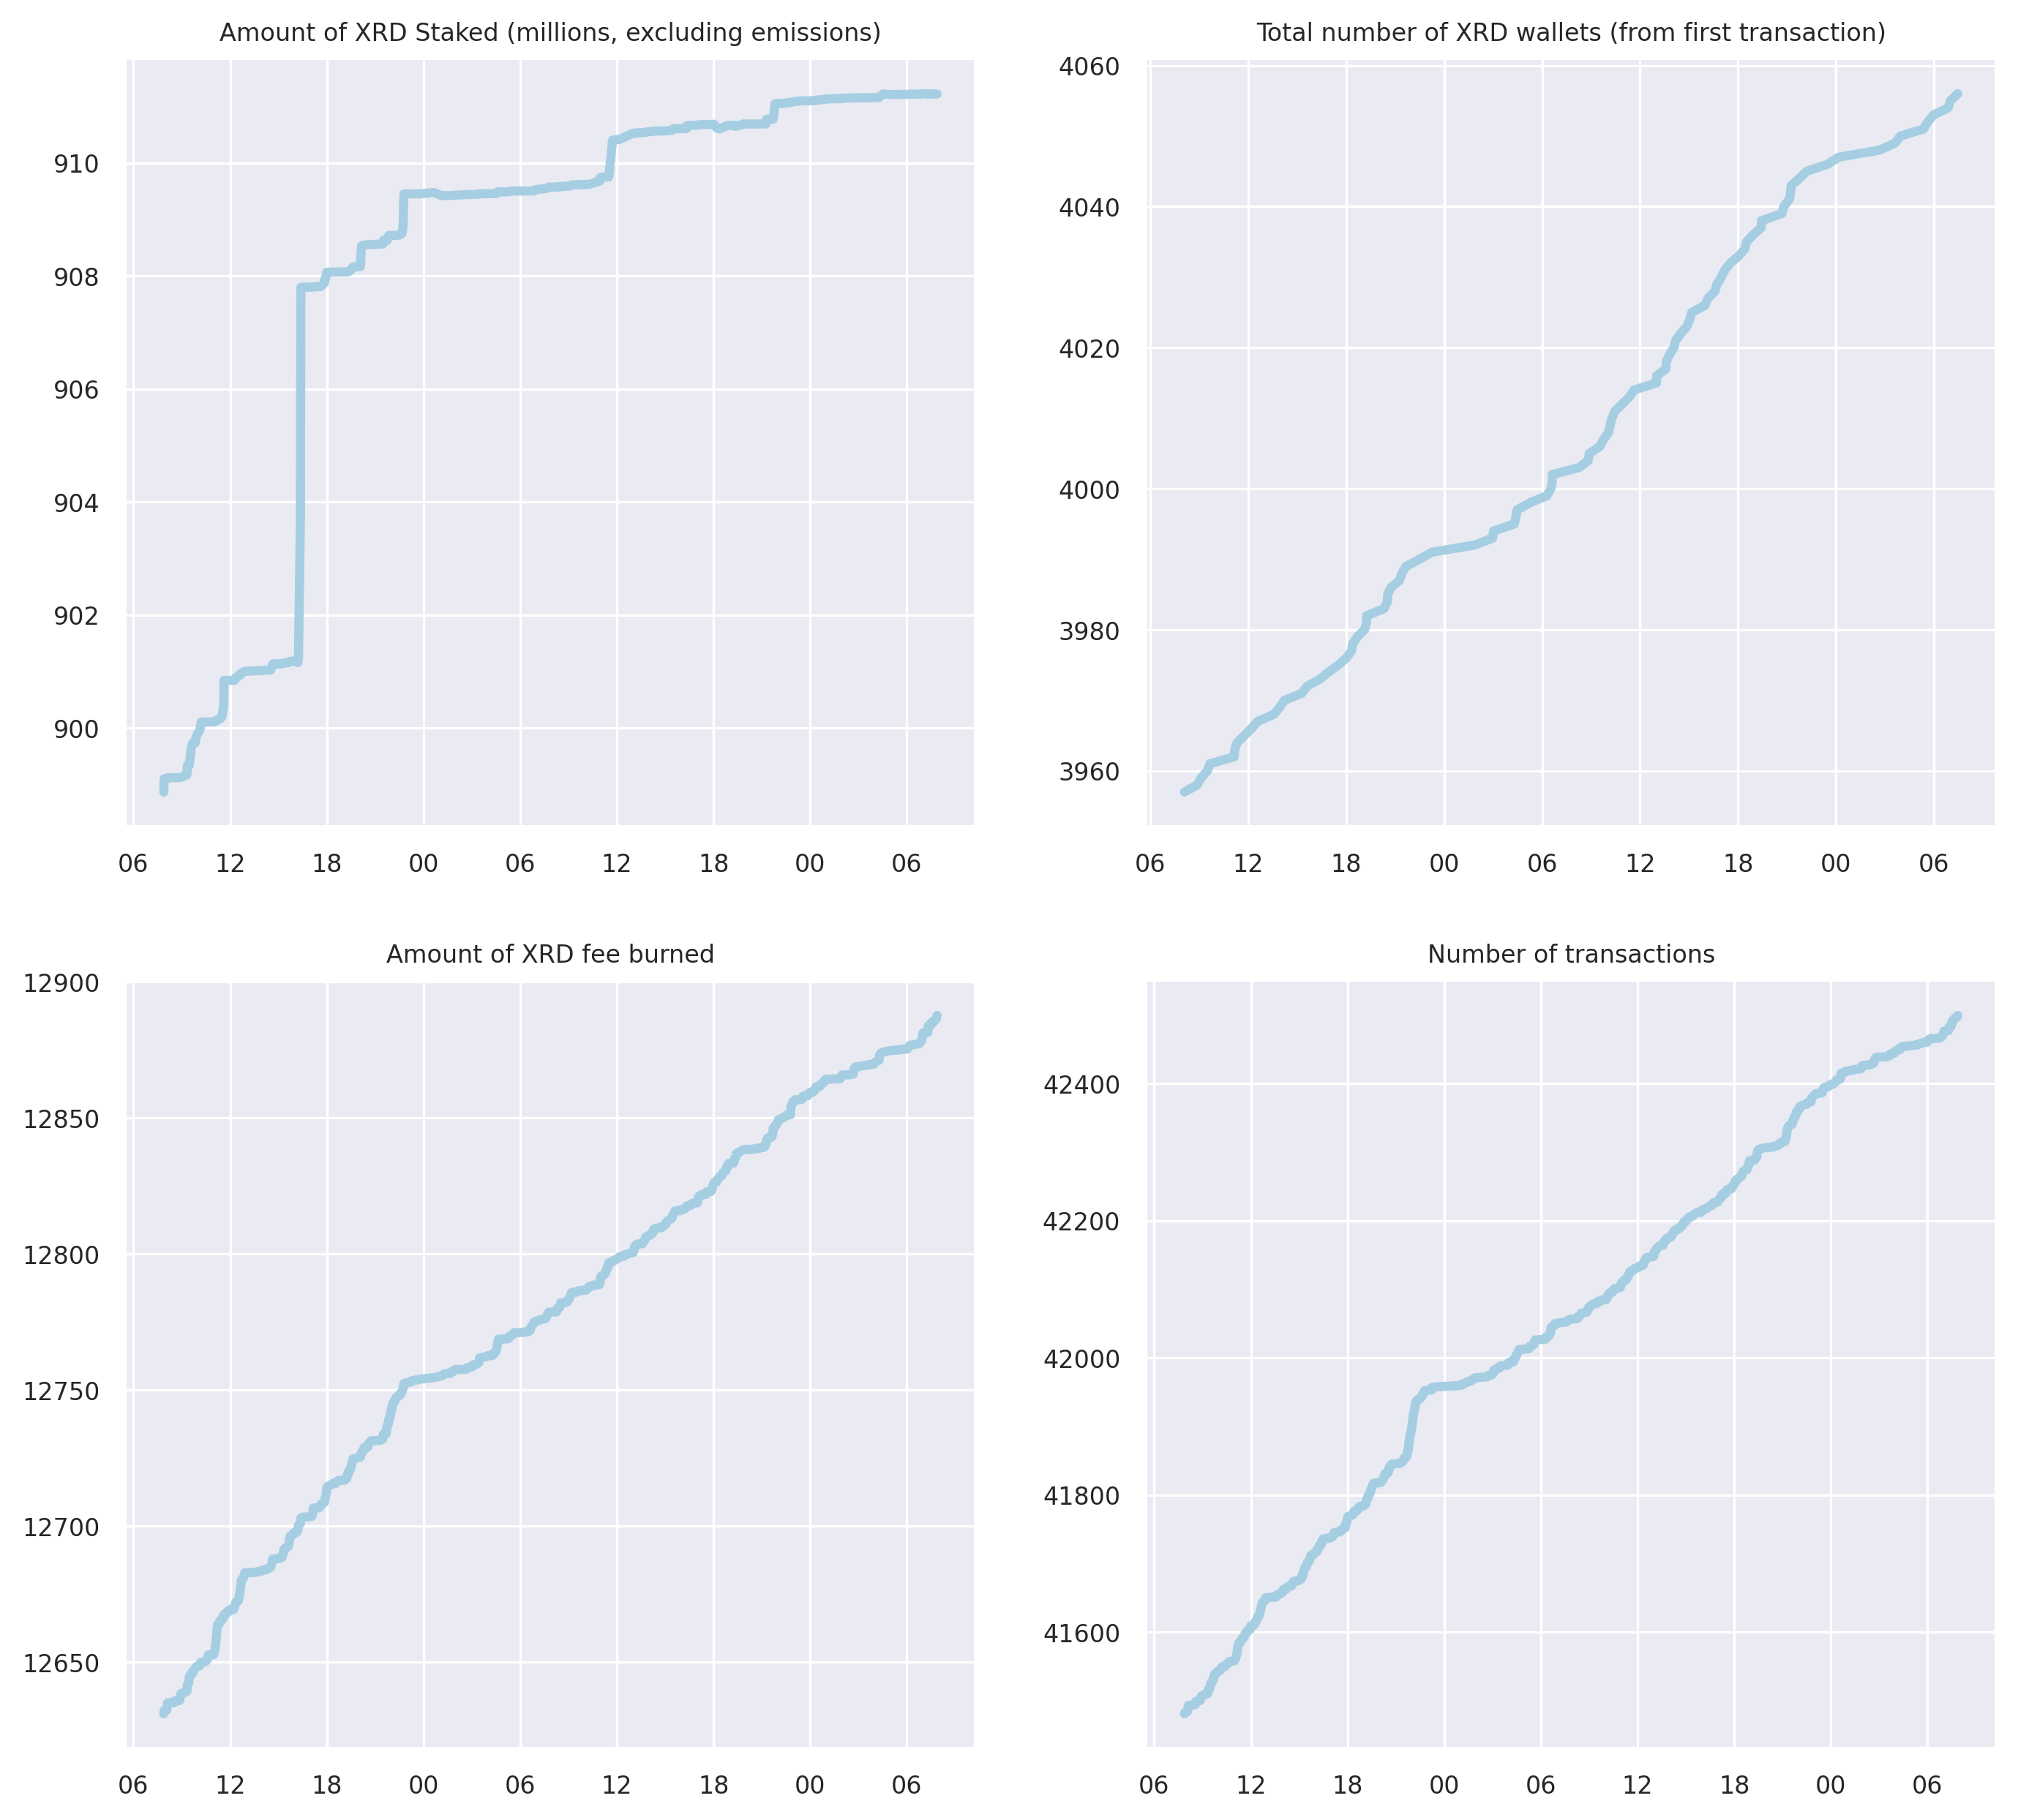 Amount of XRD Staked (millions, excluding emissions)
910
908
906
904
902
900
06 12 18 00 06 12 18 00 06
Total number of XRD wallets (from first transaction)
4060
4040
4020
4000
3980
3960
06 12 18 00 06 12 18 00 06
Amount of XRD fee burned
12900
12850
12800
12750
12700
12650
06 12 18 00 06 12 18 00 06
Number of transactions
42400
42200
42000
41800
41600
06 12 18 00 06 12 18 00 06